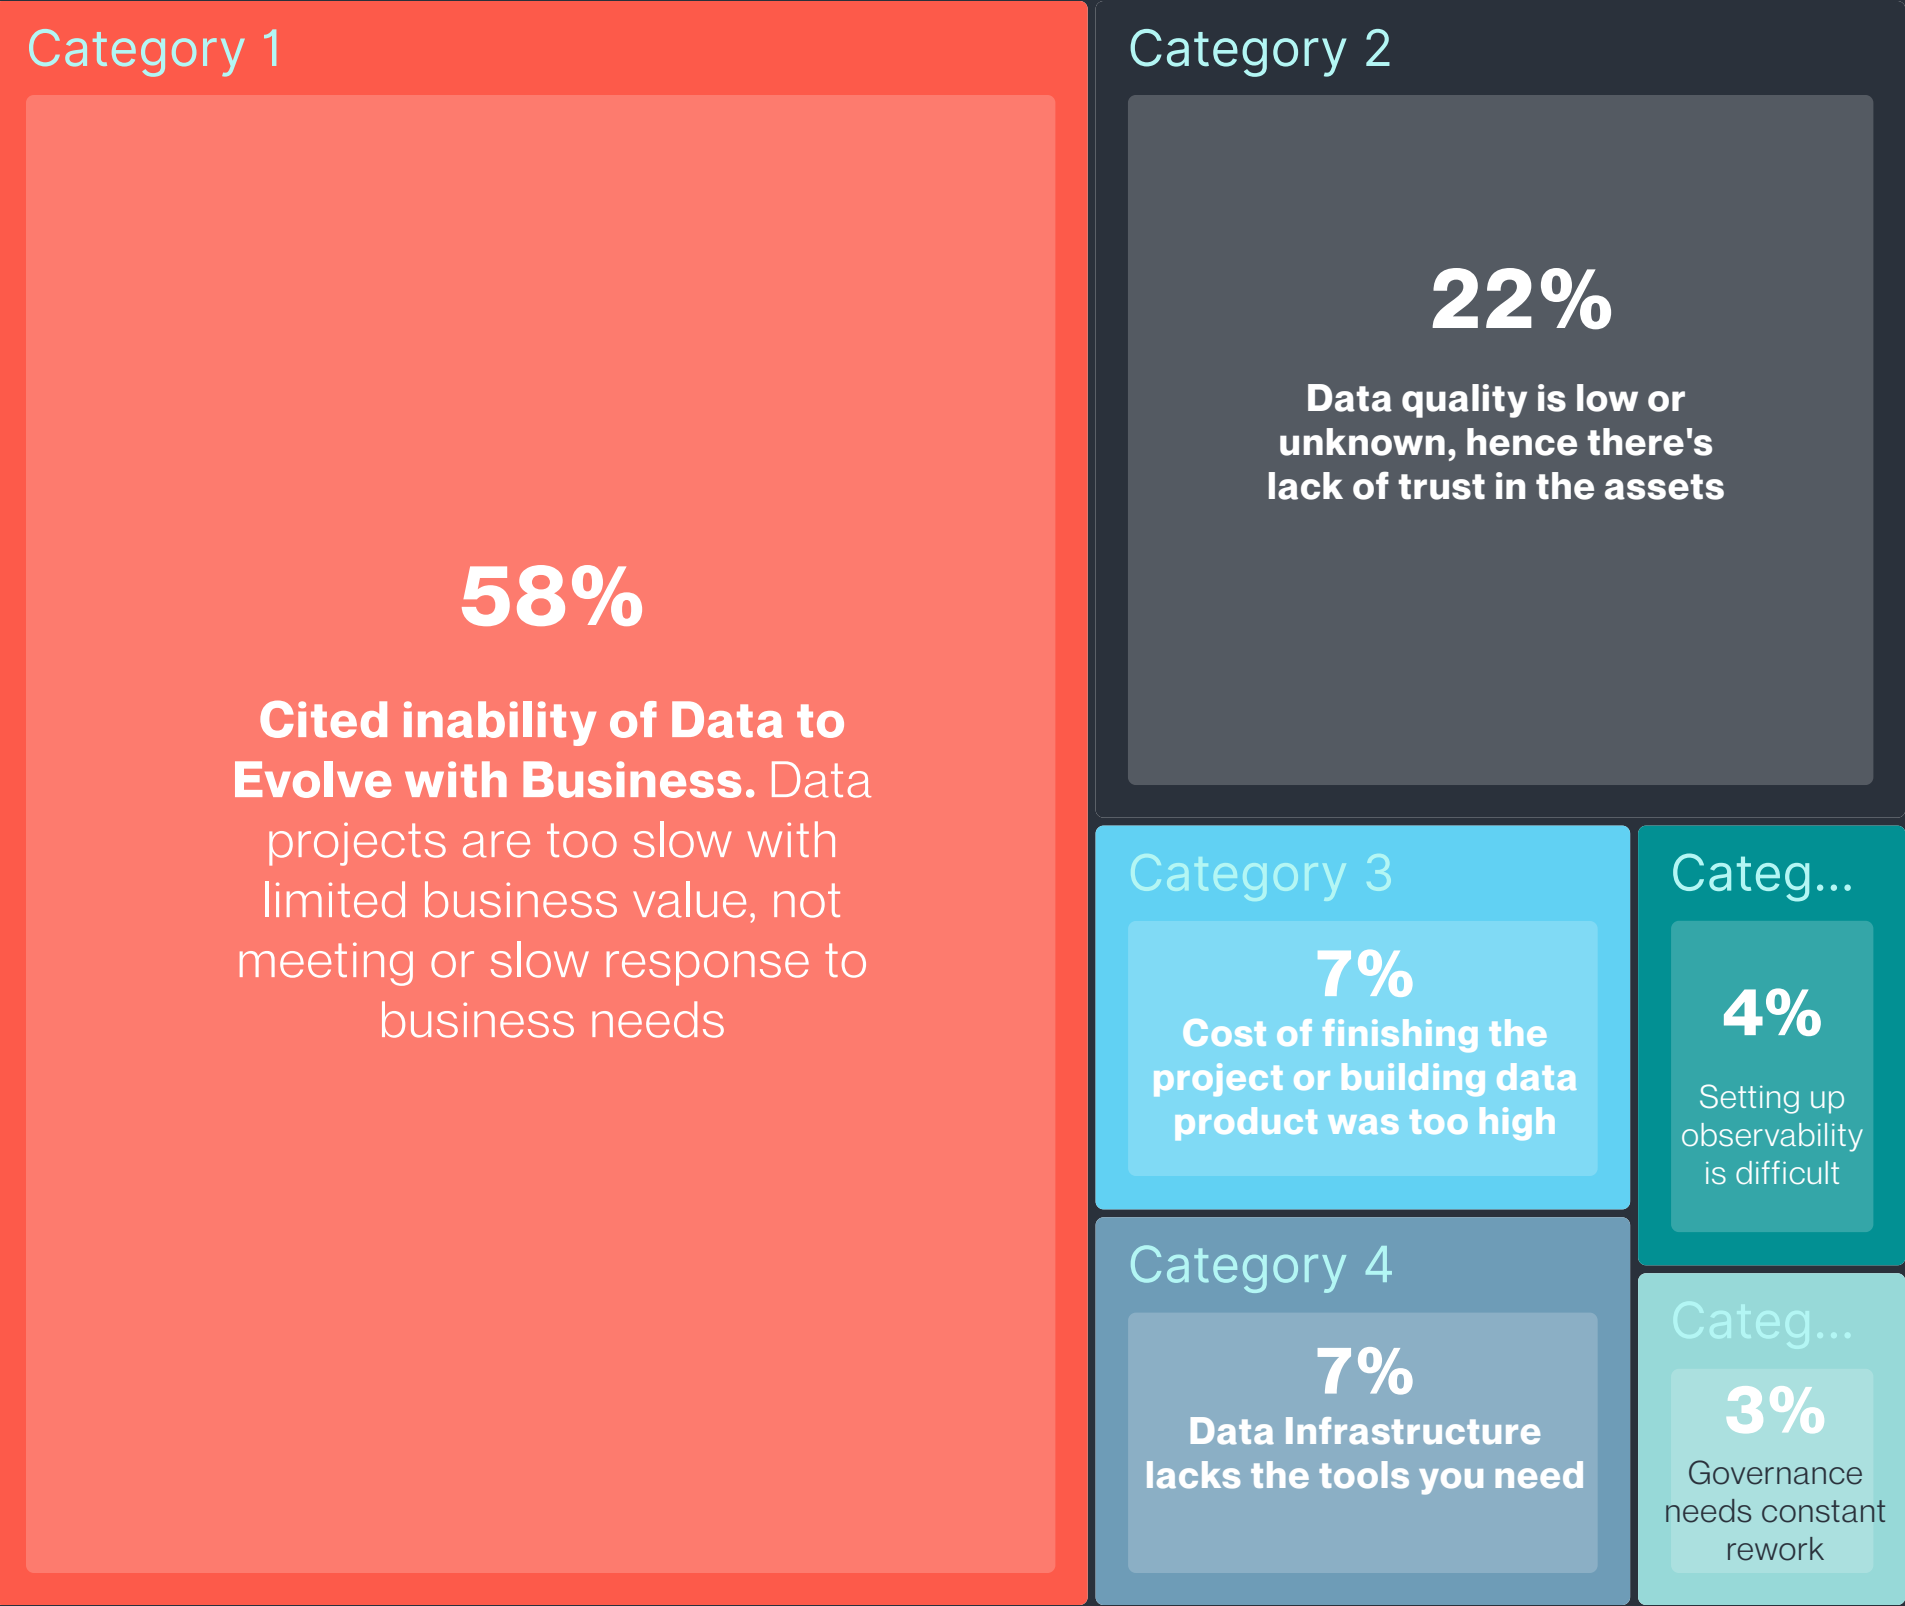 Category 1
58%
Cited inability of Data to
Evolve with Business. Data
projects are too slow with
limited business value, not
meeting or slow response to
business needs
Category 2
22%
Data quality is low or
unknown, hence there's
lack of trust in the assets
Category 3
7%
Cost of finishing the
project or building data
product was too high
Categ...
4%
Setting up
observability
is difficult
Category 4
7%
Data Infrastructure
lacks the tools you need
Categ...
3%
Governance
needs constant
rework